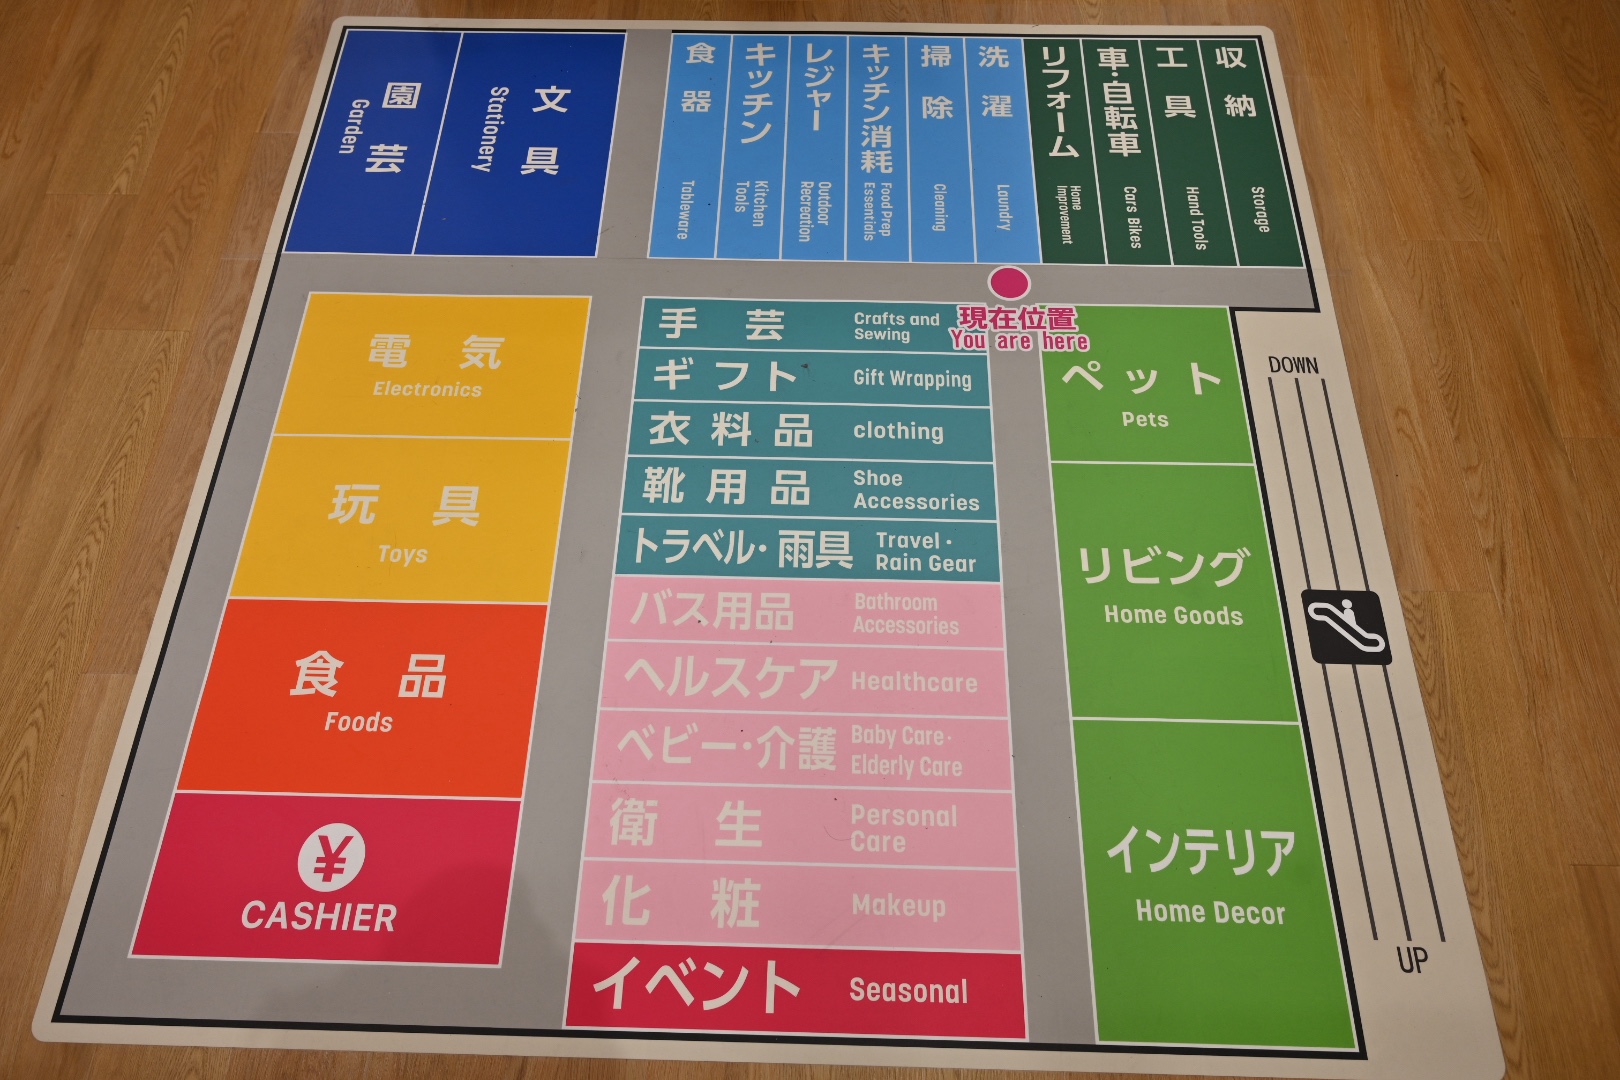 園芸
Garden
文具
Stationery
食器
Tableware
キッチン
Kitchen
Tools
レジャー
Outdoor
Recreation
キッチン消耗
Food Prep
Essentials
掃除
Cleaning
洗濯
Laundry
リフォーム
Home
Improvement
車・自転車
Cars Bikes
工具
Hand Tools
収納
Storage
現在位置
You are here
電気
Electronics
玩具
Toys
食品
Foods
¥
CASHIER
手芸
Crafts and
Sewing
ギフト
Gift Wrapping
衣料品
clothing
靴用品
Shoe
Accessories
トラベル・雨具
Travel・
Rain Gear
バス用品
Bathroom
Accessories
ヘルスケア
Healthcare
ベビー・介護
Baby Care・
Elderly Care
衛生
Personal
Care
化粧
Makeup
イベント
Seasonal
ペット
Pets
リビング
Home Goods
インテリア
Home Decor
DOWN
UP